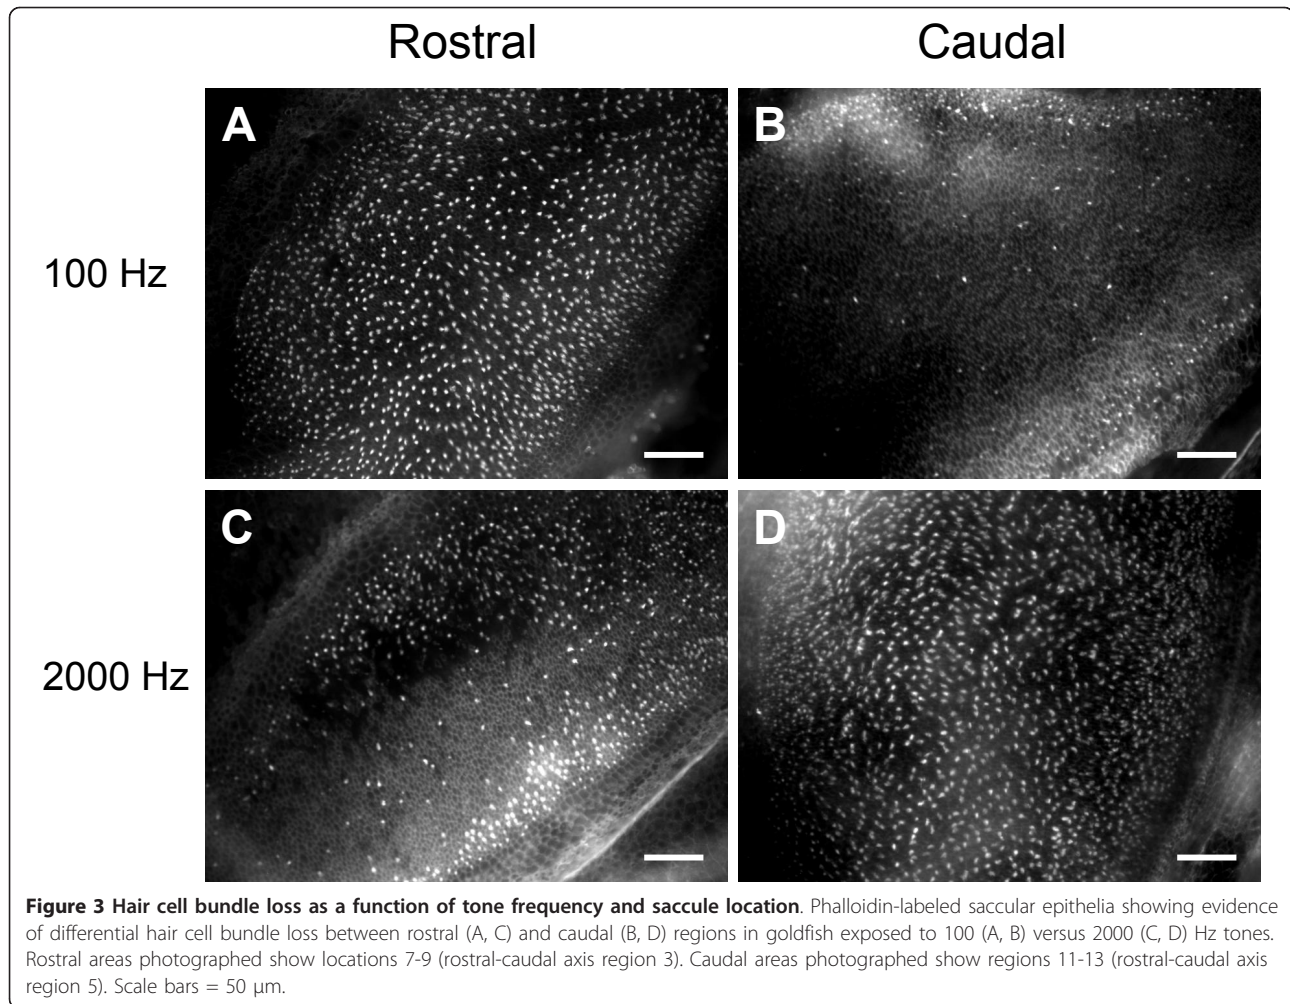 Rostral Caudal
A B
100 Hz
C D
2000 Hz
Figure 3 Hair cell bundle loss as a function of tone frequency and saccule location. Phalloidin-labeled saccular epithelia showing evidence
of differential hair cell bundle loss between rostral (A, C) and caudal (B, D) regions in goldfish exposed to 100 (A, B) versus 2000 (C, D) Hz tones.
Rostral areas photographed show locations 7-9 (rostral-caudal axis region 3). Caudal areas photographed show regions 11-13 (rostral-caudal axis
region 5). Scale bars = 50 μm.